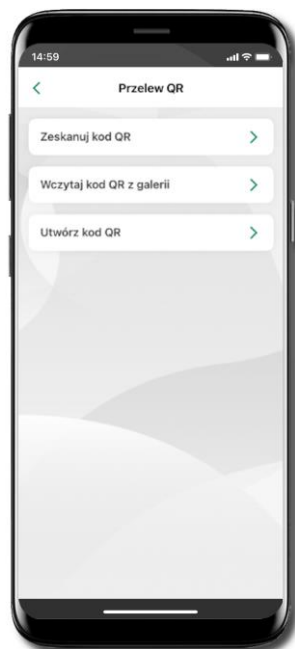 14:59
Przelew QR
Zeskanuj kod QR
Wczytaj kod QR z galerii
Utwórz kod QR